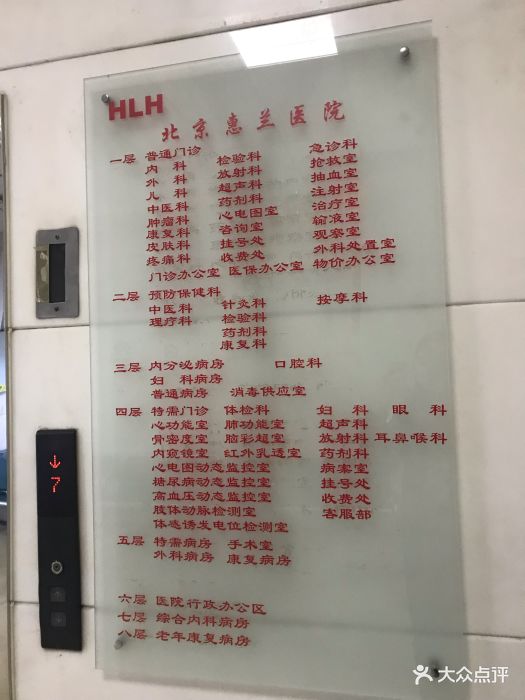 HLH
北京惠兰医院
一层 普通门诊 检验科 急诊科
内科 放射科 抢救室
外科 超声科 抽血室
儿科 药剂科 注射室
中医科 心电图室 治疗室
肿瘤科 咨询室 输液室
康复科 挂号处 观察室
皮肤科 收费处 外科处置室
疼痛科
门诊办公室 医保办公室 物价办公室
二层 预防保健科
中医科 针灸科 按摩科
理疗科 检验科
药剂科
康复科
三层 内分泌病房 口腔科
妇科病房
普通病房 消毒供应室
四层 特需门诊 体检科 妇科 眼科
心功能室 肺功能室 超声科
骨密度室 脑彩超室 放射科 耳鼻喉科
内窥镜室 红外乳透室 药剂科
心电图动态监控室 病案室
糖尿病动态监控室 挂号处
高血压动态监控室 收费处
肢体动脉检测室 客服部
体感诱发电位检测室
五层 特需病房 手术室
外科病房 康复病房
六层 医院行政办公区
七层 综合内科病房
八层 老年康复病房
↓
7
大众点评